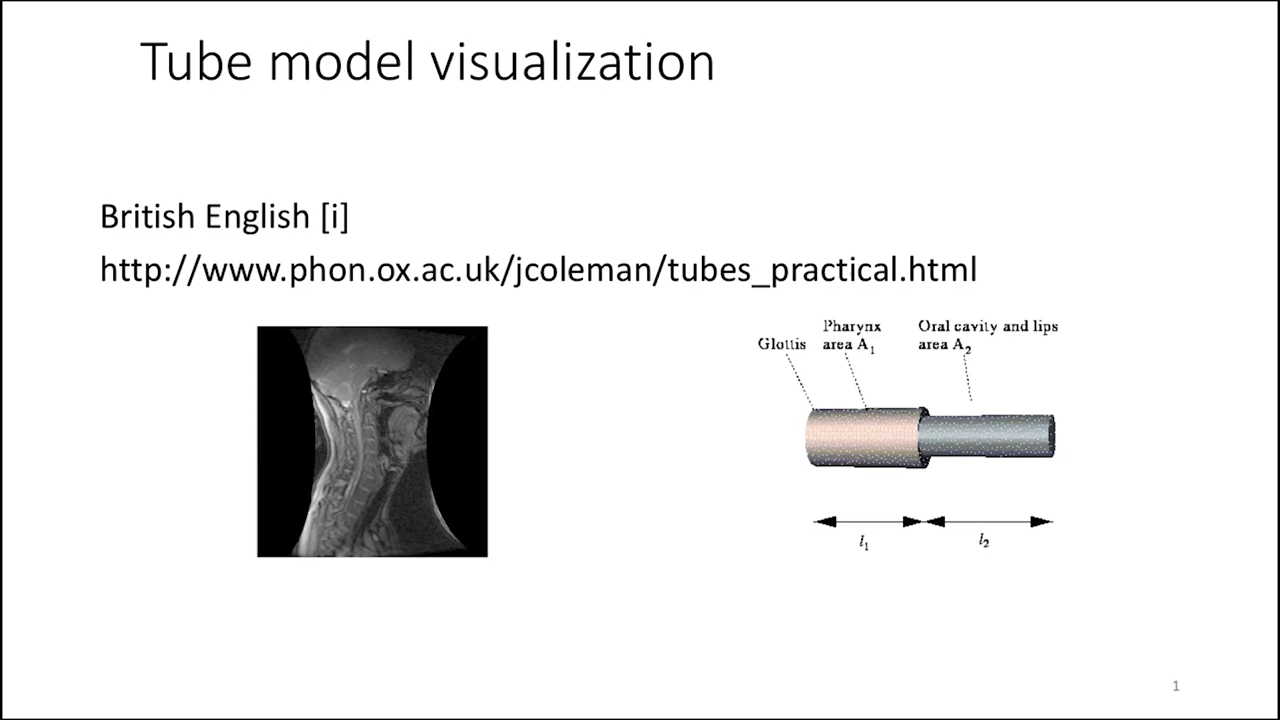 Tube model visualization
British English [i]
http://www.phon.ox.ac.uk/jcoleman/tubes_practical.html
Pharynx
Oral cavity and lips
Glottis
area A₁
area A₂
l₁
l₂
1